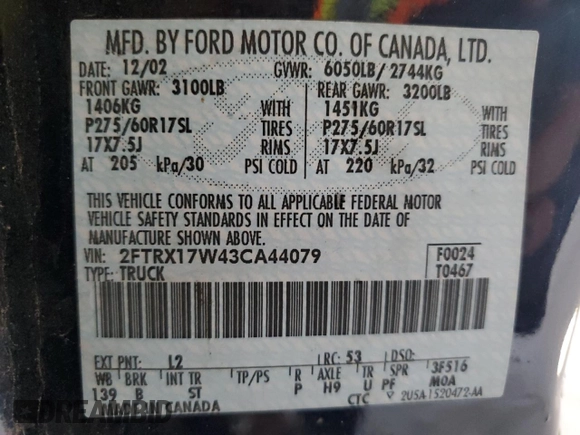 MFD. BY FORD MOTOR CO. OF CANADA, LTD.
DATE: 12/02 GVWR: 6050LB/ 2744KG
FRONT GAWR: 3100LB REAR GAWR: 3200LB
1406KG WITH 1451KG WITH
P275/60R17SL TIRES P275/60R17SL TIRES
17X7.5J RIMS 17X7.5J RIMS
AT 205 kPa/30 PSI COLD AT 220 kPa/32 PSI COLD
THIS VEHICLE CONFORMS TO ALL APPLICABLE FEDERAL MOTOR
VEHICLE SAFETY STANDARDS IN EFFECT ON THE DATE OF
MANUFACTURE SHOWN ABOVE.
VIN: 2FTRX17W43CA44079 F0024
TYPE: TRUCK T0467
EXT PNT: L2 RC: 53 DSO:
WB BRK INT TR TP/PS R AXLE TR SPR 3F516
139 B ST P H9 U PF MOA
MADE IN CANADA CTC 2U5A-1520472-AA
DREAMBID